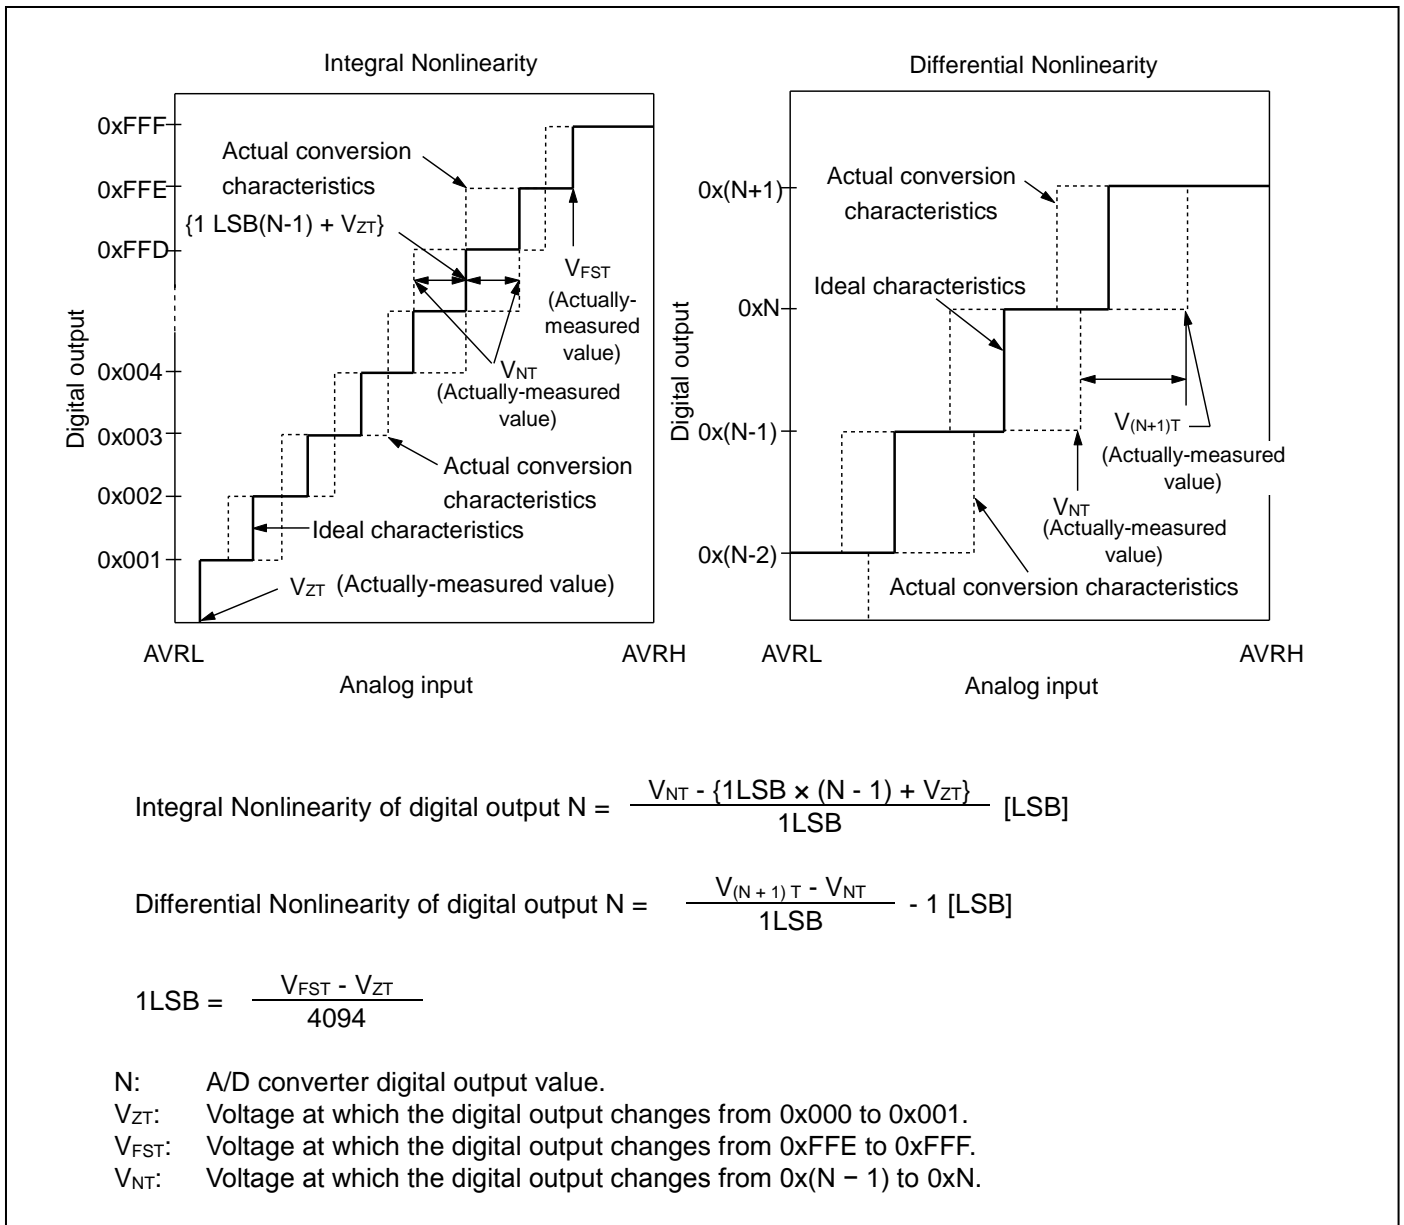 Integral Nonlinearity
0xFFF
0xFFE
0xFFD
0x004
0x003
0x002
0x001
Digital output
Actual conversion
characteristics
{1 LSB(N-1) + VZT}
VFST
(Actually-
measured
value)
VNT
(Actually-measured
value)
Actual conversion
characteristics
Ideal characteristics
VZT (Actually-measured value)
AVRL
AVRH
Analog input
Differential Nonlinearity
0x(N+1)
0xN
0x(N-1)
0x(N-2)
Digital output
Actual conversion
characteristics
Ideal characteristics
V(N+1)T
(Actually-measured
value)
VNT
(Actually-measured
value)
Actual conversion characteristics
AVRL
AVRH
Analog input
Integral Nonlinearity of digital output N =
VNT - {1LSB × (N - 1) + VZT}
1LSB
[LSB]
Differential Nonlinearity of digital output N =
V(N + 1) T - VNT
1LSB
- 1 [LSB]
1LSB =
VFST - VZT
4094
N: A/D converter digital output value.
VZT: Voltage at which the digital output changes from 0x000 to 0x001.
VFST: Voltage at which the digital output changes from 0xFFE to 0xFFF.
VNT: Voltage at which the digital output changes from 0x(N − 1) to 0xN.